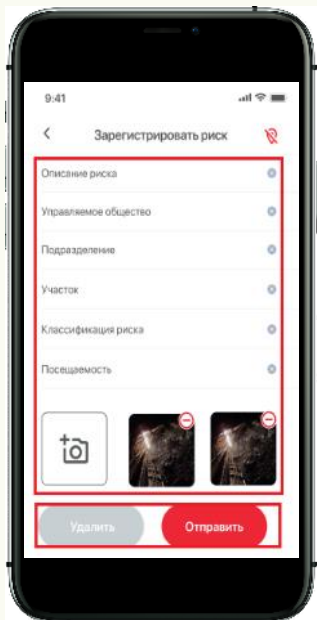 9:41
Зарегистрировать риск
Описание риска
Управляемое общество
Подразделение
Участок
Классификация риска
Посещаемость
Удалить
Отправить